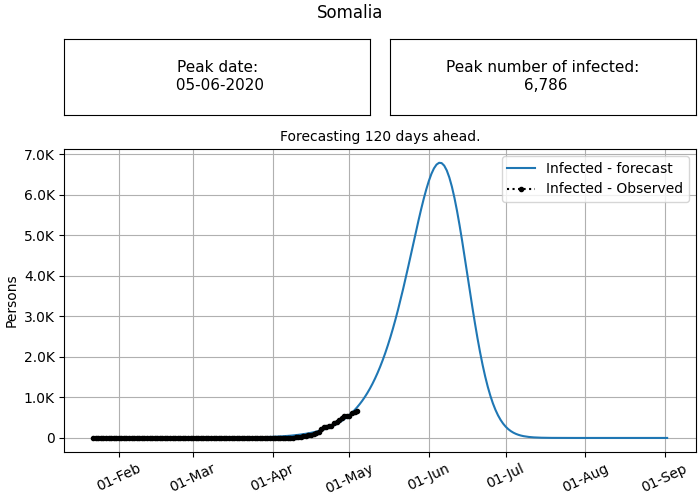 Somalia
Peak date:
05-06-2020
Peak number of infected:
6,786
Forecasting 120 days ahead.
7.0K
6.0K
5.0K
4.0K
3.0K
2.0K
1.0K
0
Persons
Infected - forecast
Infected - Observed
01-Feb
01-Mar
01-Apr
01-May
01-Jun
01-Jul
01-Aug
01-Sep